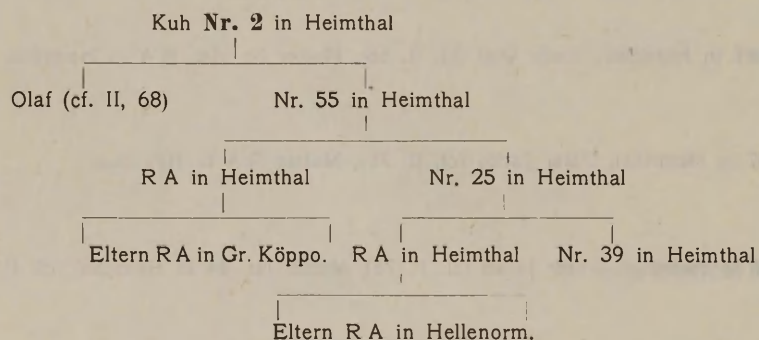 Kuh Nr. 2 in Heimthal
Olaf (cf. II, 68) Nr. 55 in Heimthal
R A in Heimthal Nr. 25 in Heimthal
Eltern R A in Gr. Köppo. R A in Heimthal Nr. 39 in Heimthal
Eltern R A in Hellenorm.